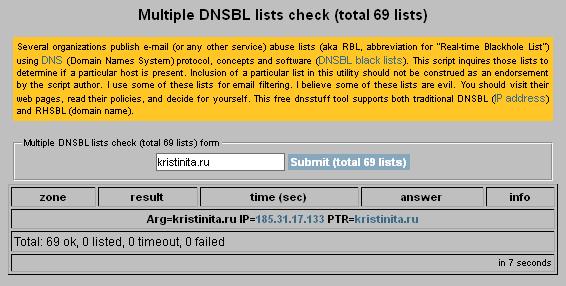 Multiple DNSBL lists check (total 69 lists)
Several organizations publish e-mail (or any other service) abuse lists (aka RBL, abbreviation for "Real-time Blackhole List")
using DNS (Domain Names System) protocol, concepts and software (DNSBL black lists). This script inquires those lists to
determine if a particular host is present. Inclusion of a particular list in this utility should not be construed as an endorsement
by the script author. I use some of these lists for email filtering. I believe some of these lists are evil. You should visit their
web pages, read their policies, and decide for yourself. This free dnsstuff tool supports both traditional DNSBL (IP address)
and RHSBL (domain name).
Multiple DNSBL lists check (total 69 lists) form
kristinita.ru Submit (total 69 lists)
zone result time (sec) answer info
Arg=kristinita.ru IP=185.31.17.133 PTR=kristinita.ru
Total: 69 ok, 0 listed, 0 timeout, 0 failed
in 7 seconds